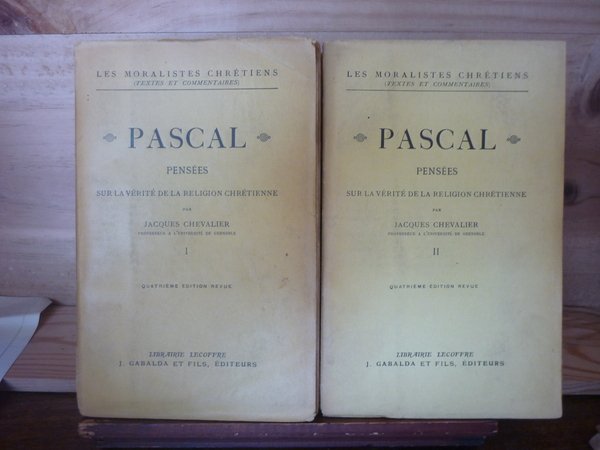 LES MORALISTES CHRÉTIENS
(TEXTES ET COMMENTAIRES)
PASCAL
PENSÉES
SUR LA VÉRITÉ DE LA RELIGION CHRÉTIENNE
PAR
JACQUES CHEVALIER
PROFESSEUR A L'UNIVERSITÉ DE GRENOBLE
I
QUATRIÈME ÉDITION REVUE
LIBRAIRIE LECOFFRE
J. GABALDA ET FILS, ÉDITEURS
LES MORALISTES CHRÉTIENS
(TEXTES ET COMMENTAIRES)
PASCAL
PENSÉES
SUR LA VÉRITÉ DE LA RELIGION CHRÉTIENNE
PAR
JACQUES CHEVALIER
PROFESSEUR A L'UNIVERSITÉ DE GRENOBLE
II
QUATRIÈME ÉDITION REVUE
LIBRAIRIE LECOFFRE
J. GABALDA ET FILS, ÉDITEURS